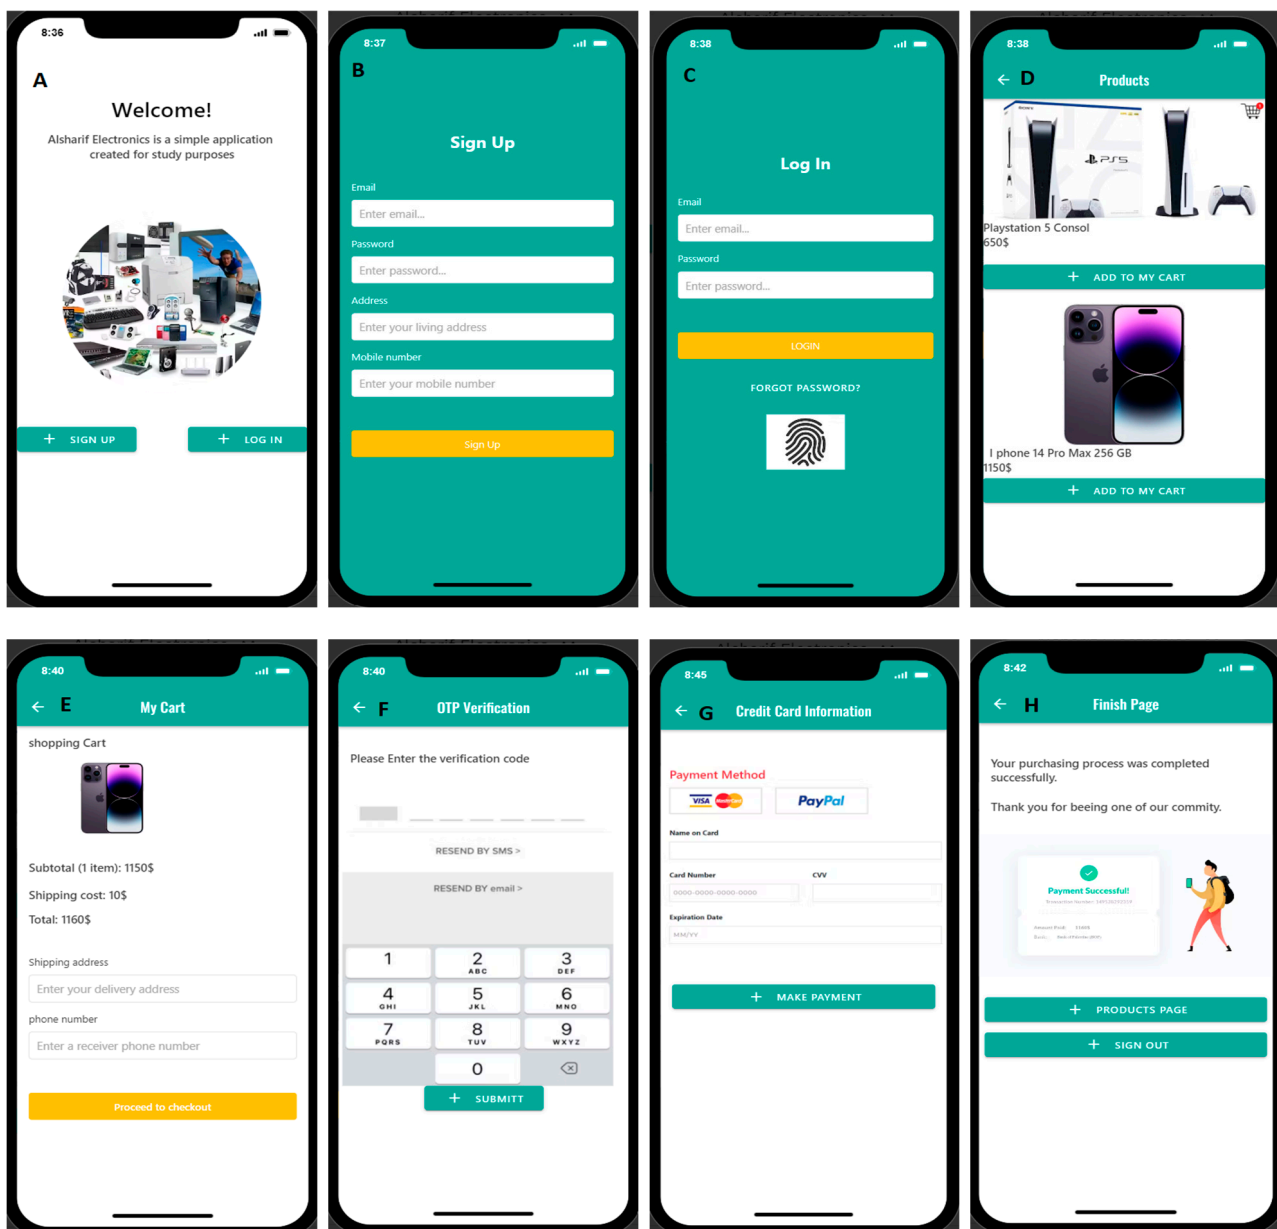 8:36
A
Welcome!
Alsharif Electronics is a simple application
created for study purposes
+ SIGN UP
+ LOG IN
8:37
B
Sign Up
Email
Enter email...
Password
Enter password...
Address
Enter your living address
Mobile number
Enter your mobile number
Sign Up
8:38
C
Log In
Email
Enter email...
Password
Enter password...
LOGIN
FORGOT PASSWORD?
8:38
← D Products
PS5
Playstation 5 Consol
650$
+ ADD TO MY CART
I phone 14 Pro Max 256 GB
1150$
+ ADD TO MY CART
8:40
← E My Cart
shopping Cart
Subtotal (1 item): 1150$
Shipping cost: 10$
Total: 1160$
Shipping address
Enter your delivery address
phone number
Enter a receiver phone number
Proceed to checkout
8:40
← F OTP Verification
Please Enter the verification code
RESEND BY SMS >
RESEND BY email >
1 2 3
ABC DEF
4 5 6
GHI JKL MNO
7 8 9
PQRS TUV WXYZ
0
+ SUBMITT
8:45
← G Credit Card Information
Payment Method
VISA MasterCard PayPal
Name on Card
Card Number CVV
0000-0000-0000-0000
Expiration Date
MM/YY
+ MAKE PAYMENT
8:42
← H Finish Page
Your purchasing process was completed
successfully.
Thank you for beeing one of our commity.
Payment Successful!
+ PRODUCTS PAGE
+ SIGN OUT